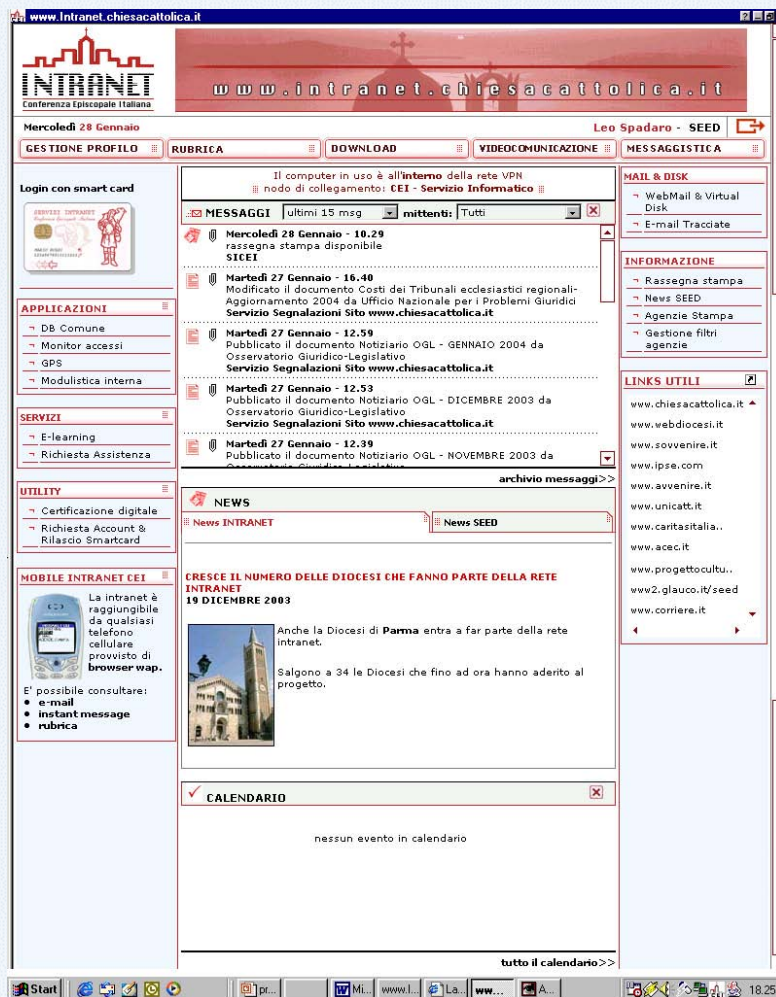 www.Intranet.chiesacattolica.it
INTRANET
Conferenza Episcopale Italiana
www.intranet.chiesacattolica.it
Mercoledì 28 Gennaio
Leo Spadaro - SEED
GESTIONE PROFILO
RUBRICA
DOWNLOAD
VIDEOCOMUNICAZIONE
MESSAGGISTICA
Login con smart card
SERVIZI INTRANET
MARIO ROSSI
APPLICAZIONI
DB Comune
Monitor accessi
GPS
Modulistica interna
SERVIZI
E-learning
Richiesta Assistenza
UTILITY
Certificazione digitale
Richiesta Account &
Rilascio Smartcard
MOBILE INTRANET CEI
La intranet è
raggiungibile
da qualsiasi
telefono
cellulare
provvisto di
browser wap.
E' possibile consultare:
e-mail
instant message
rubrica
Il computer in uso è all'interno della rete VPN
nodo di collegamento: CEI - Servizio Informatico
MESSAGGI ultimi 15 msg mittenti: Tutti
Mercoledì 28 Gennaio - 10.29
rassegna stampa disponibile
SICEI
Martedì 27 Gennaio - 16.40
Modificato il documento Costi dei Tribunali ecclesiastici regionali-
Aggiornamento 2004 da Ufficio Nazionale per i Problemi Giuridici
Servizio Segnalazioni Sito www.chiesacattolica.it
Martedì 27 Gennaio - 12.59
Pubblicato il documento Notiziario OGL - GENNAIO 2004 da
Osservatorio Giuridico-Legislativo
Servizio Segnalazioni Sito www.chiesacattolica.it
Martedì 27 Gennaio - 12.53
Pubblicato il documento Notiziario OGL - DICEMBRE 2003 da
Osservatorio Giuridico-Legislativo
Servizio Segnalazioni Sito www.chiesacattolica.it
Martedì 27 Gennaio - 12.39
Pubblicato il documento Notiziario OGL - NOVEMBRE 2003 da
Osservatorio Giuridico-Legislativo
archivio messaggi>>
NEWS
News INTRANET
News SEED
CRESCE IL NUMERO DELLE DIOCESI CHE FANNO PARTE DELLA RETE
INTRANET
19 DICEMBRE 2003
Anche la Diocesi di Parma entra a far parte della rete
intranet.
Salgono a 34 le Diocesi che fino ad ora hanno aderito al
progetto.
CALENDARIO
nessun evento in calendario
tutto il calendario>>
MAIL & DISK
WebMail & Virtual
Disk
E-mail Tracciate
INFORMAZIONE
Rassegna stampa
News SEED
Agenzie Stampa
Gestione filtri
agenzie
LINKS UTILI
www.chiesacattolica.it
www.webdiocesi.it
www.sovvenire.it
www.ipse.com
www.avvenire.it
www.unicatt.it
www.caritasitalia..
www.acec.it
www.progettocultu..
www2.glauco.it/seed
www.corriere.it
Start
pr...
Mi...
www.I...
La...
ww...
A...
18.25